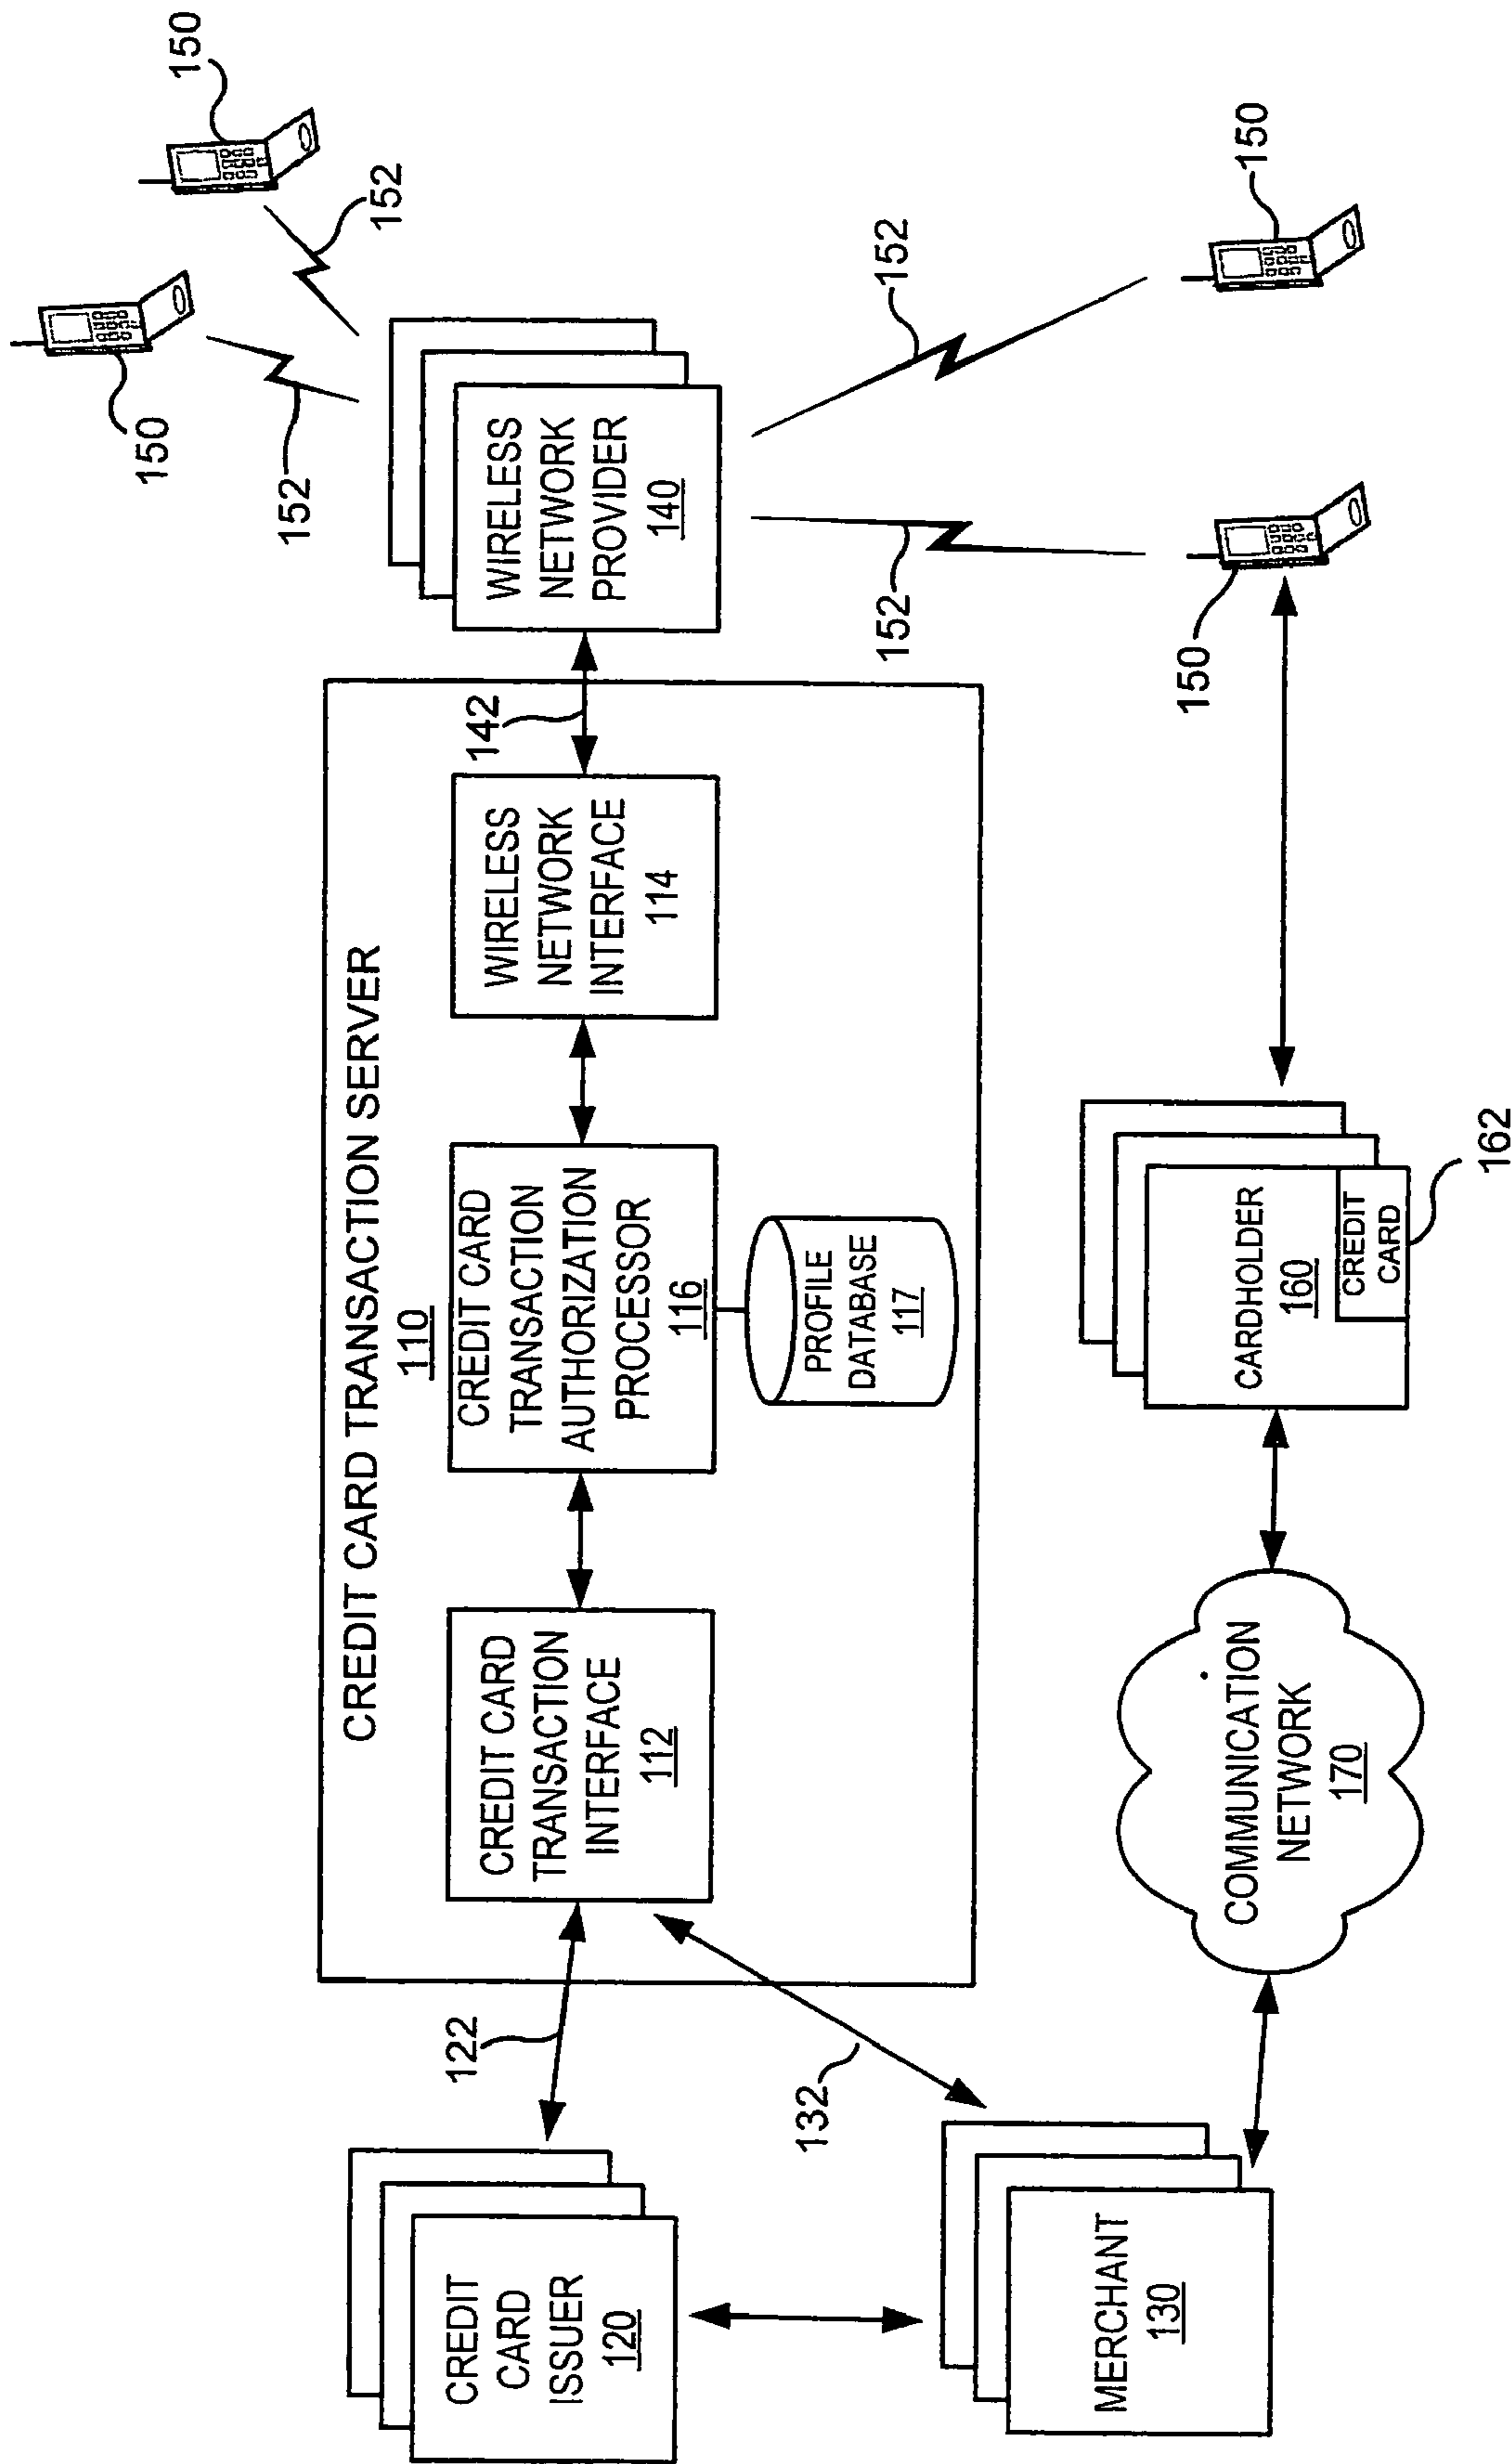 CREDIT CARD TRANSACTION SERVER
110
CREDIT CARD
ISSUER
120
122
CREDIT CARD
TRANSACTION
INTERFACE
112
CREDIT CARD
TRANSACTION
AUTHORIZATION
PROCESSOR
116
PROFILE
DATABASE
117
WIRELESS
NETWORK
INTERFACE
114
142
WIRELESS
NETWORK
PROVIDER
140
150
152
150
152
152
150
152
150
132
MERCHANT
130
COMMUNICATION
NETWORK
170
CARDHOLDER
160
CREDIT
CARD
162